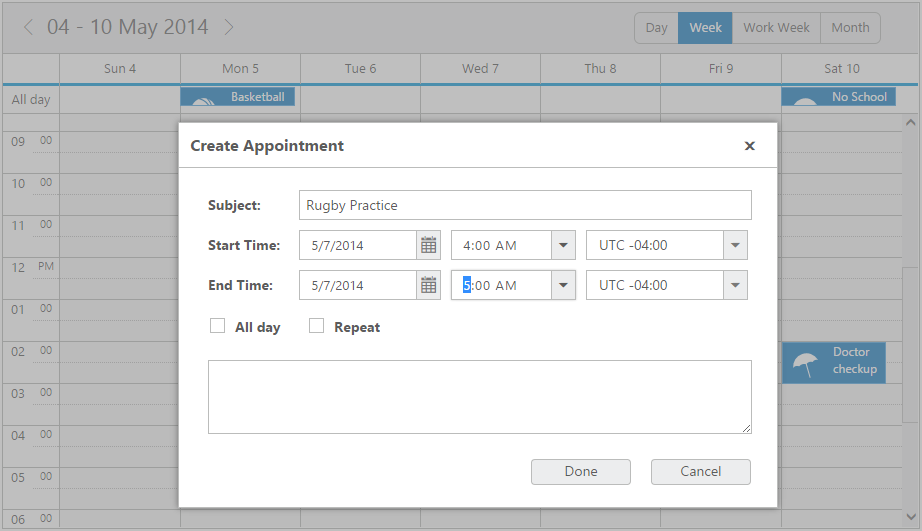 04 - 10 May 2014
Day Week Work Week Month
Sun 4 Mon 5 Tue 6 Wed 7 Thu 8 Fri 9 Sat 10
All day Basketball No School
09 00
10 00
11 00
12 PM
01 00
02 00
03 00
04 00
05 00
06 00
Doctor
checkup
Create Appointment
Subject: Rugby Practice
Start Time: 5/7/2014 4:00 AM UTC -04:00
End Time: 5/7/2014 5:00 AM UTC -04:00
All day Repeat
Done Cancel